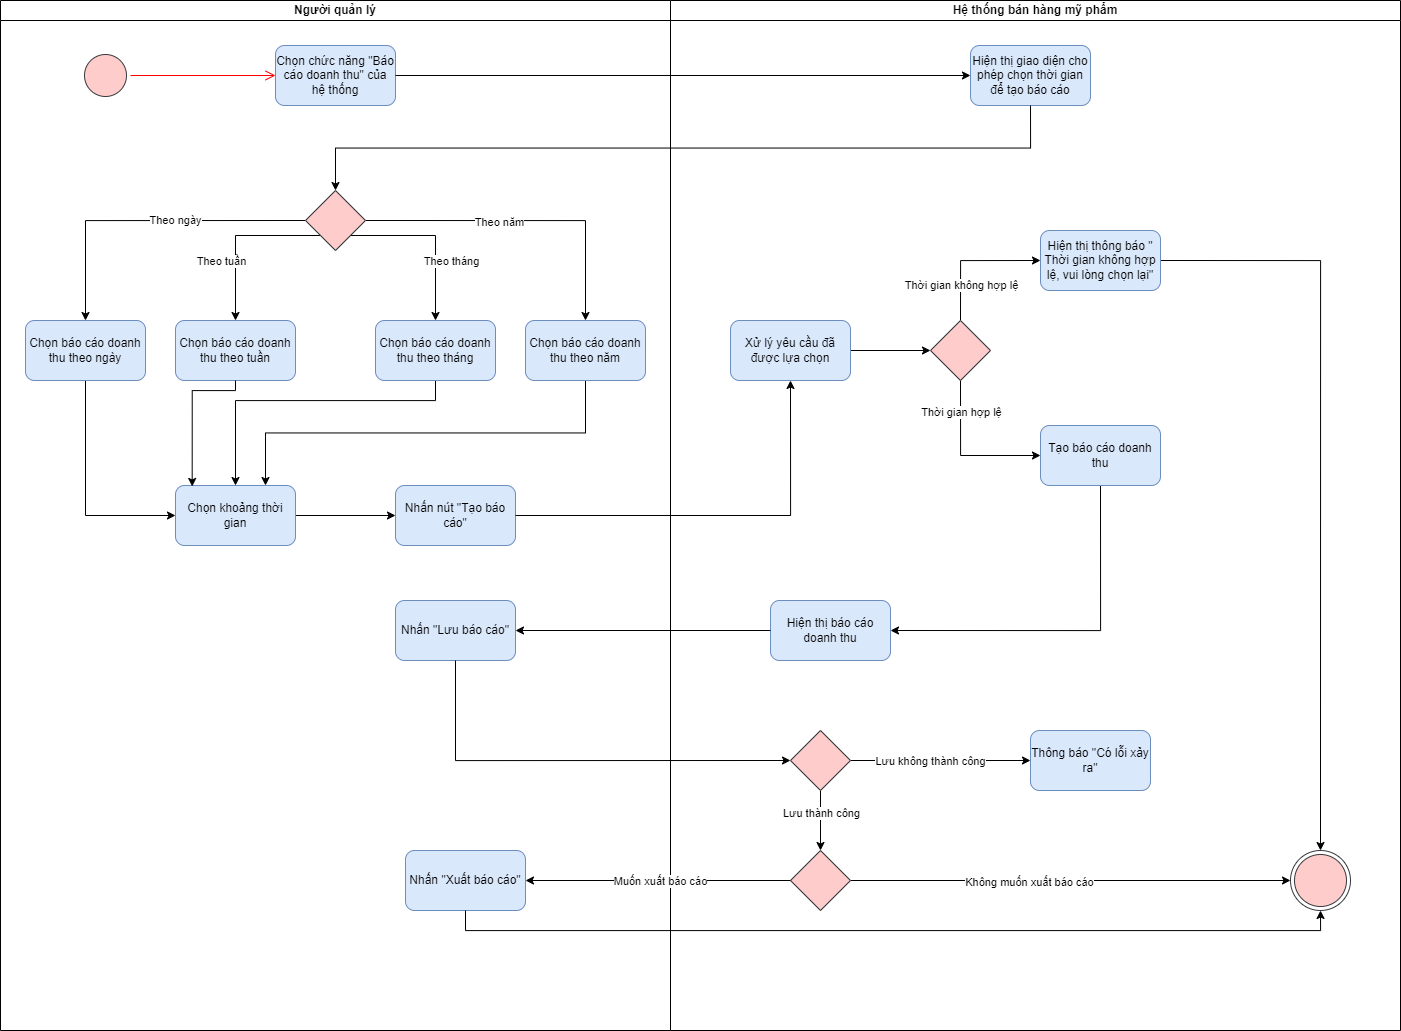 Người quản lý
Hệ thống bán hàng mỹ phẩm
Chọn chức năng "Báo
cáo doanh thu" của
hệ thống
Hiện thị giao diện cho
phép chọn thời gian
để tạo báo cáo
Theo ngày
Theo năm
Theo tuần
Theo tháng
Hiện thị thông báo "
Thời gian không hợp
lệ, vui lòng chọn lại"
Thời gian không hợp lệ
Chọn báo cáo doanh
thu theo ngày
Chọn báo cáo doanh
thu theo tuần
Chọn báo cáo doanh
thu theo tháng
Chọn báo cáo doanh
thu theo năm
Xử lý yêu cầu đã
được lựa chọn
Thời gian hợp lệ
Tạo báo cáo doanh
thu
Chọn khoảng thời
gian
Nhấn nút "Tạo báo
cáo"
Nhấn "Lưu báo cáo"
Hiện thị báo cáo
doanh thu
Lưu không thành công
Thông báo "Có lỗi xảy
ra"
Lưu thành công
Nhấn "Xuất báo cáo"
Muốn xuất báo cáo
Không muốn xuất báo cáo